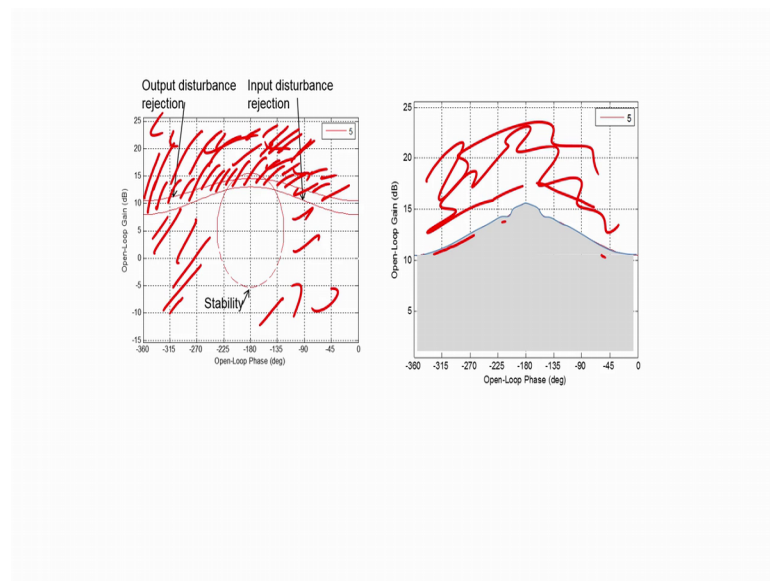 Output disturbance
rejection
Input disturbance
rejection
25
20
15
10
5
0
-5
-10
-15
-360 -315 -270 -225 -180 -135 -90 -45 0
Open-Loop Phase (deg)
Open-Loop Gain (dB)
5
Stability
25
20
15
10
5
-360 -315 -270 -225 -180 -135 -90 -45 0
Open-Loop Phase (deg)
Open-Loop Gain (dB)
5